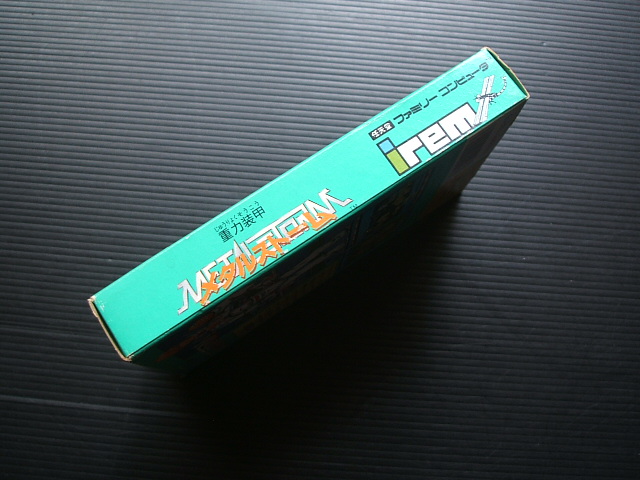 じゅうりょくそうこう
重力装甲
METAL STORM
メタルストーム
任天堂 ファミリー コンピュータ
irem